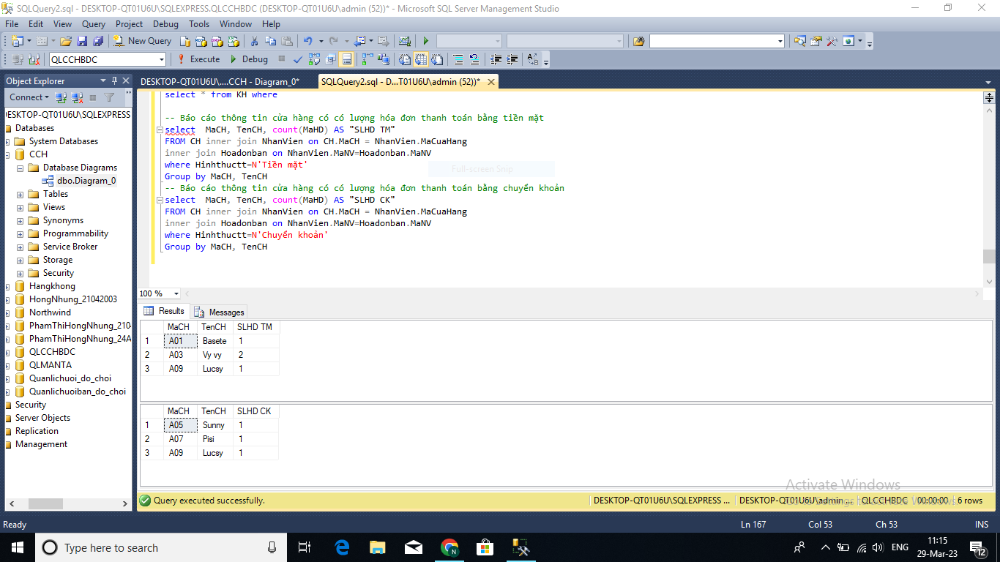 SQLQuery2.sql - DESKTOP-QT01U6U\SQLEXPRESS.QLCCHBDC (DESKTOP-QT01U6U\admin (52))* - Microsoft SQL Server Management Studio
File Edit View Query Project Debug Tools Window Help
New Query
QLCCHBDC Execute Debug
Object Explorer
Connect
ESKTOP-QT01U6U\SQLEXPRESS
Databases
System Databases
CCH
Database Diagrams
dbo.Diagram_0
Tables
Views
Synonyms
Programmability
Service Broker
Storage
Security
Hangkhong
HongNhung_21042003
Northwind
PhamThiHongNhung_210
PhamThiHongNhung_24A
QLCCHBDC
QLMANTA
Quanlichuoi_do_choi
Quanlichuoiban_do_choi
Security
Server Objects
Replication
Management
DESKTOP-QT01U6U\....CCH - Diagram_0* SQLQuery2.sql - D...T01U6U\admin (52))*
select * from KH where
-- Báo cáo thông tin cửa hàng có có lượng hóa đơn thanh toán bằng tiền mặt
select  MaCH, TenCH, count(MaHD) AS "SLHD TM"
FROM CH inner join NhanVien on CH.MaCH = NhanVien.MaCuaHang
inner join Hoadonban on NhanVien.MaNV=Hoadonban.MaNV
where Hinhthuctt=N'Tiền mặt'
Full-screen Snip
Group by MaCH, TenCH
-- Báo cáo thông tin cửa hàng có có lượng hóa đơn thanh toán bằng chuyển khoản
select  MaCH, TenCH, count(MaHD) AS "SLHD CK"
FROM CH inner join NhanVien on CH.MaCH = NhanVien.MaCuaHang
inner join Hoadonban on NhanVien.MaNV=Hoadonban.MaNV
where Hinhthuctt=N'Chuyển khoản'
Group by MaCH, TenCH
100 %
Results Messages
MaCH TenCH SLHD TM
1 A01 Basete 1
2 A03 Vy vy 2
3 A09 Lucsy 1
MaCH TenCH SLHD CK
1 A05 Sunny 1
2 A07 Pisi 1
3 A09 Lucsy 1
Activate Windows
Go to Settings to activate Windows.
Query executed successfully. DESKTOP-QT01U6U\SQLEXPRESS ... DESKTOP-QT01U6U\admin ... QLCCHBDC 00:00:00 6 rows
Ready Ln 167 Col 53 Ch 53 INS
Type here to search
ENG
11:15
29-Mar-23
12